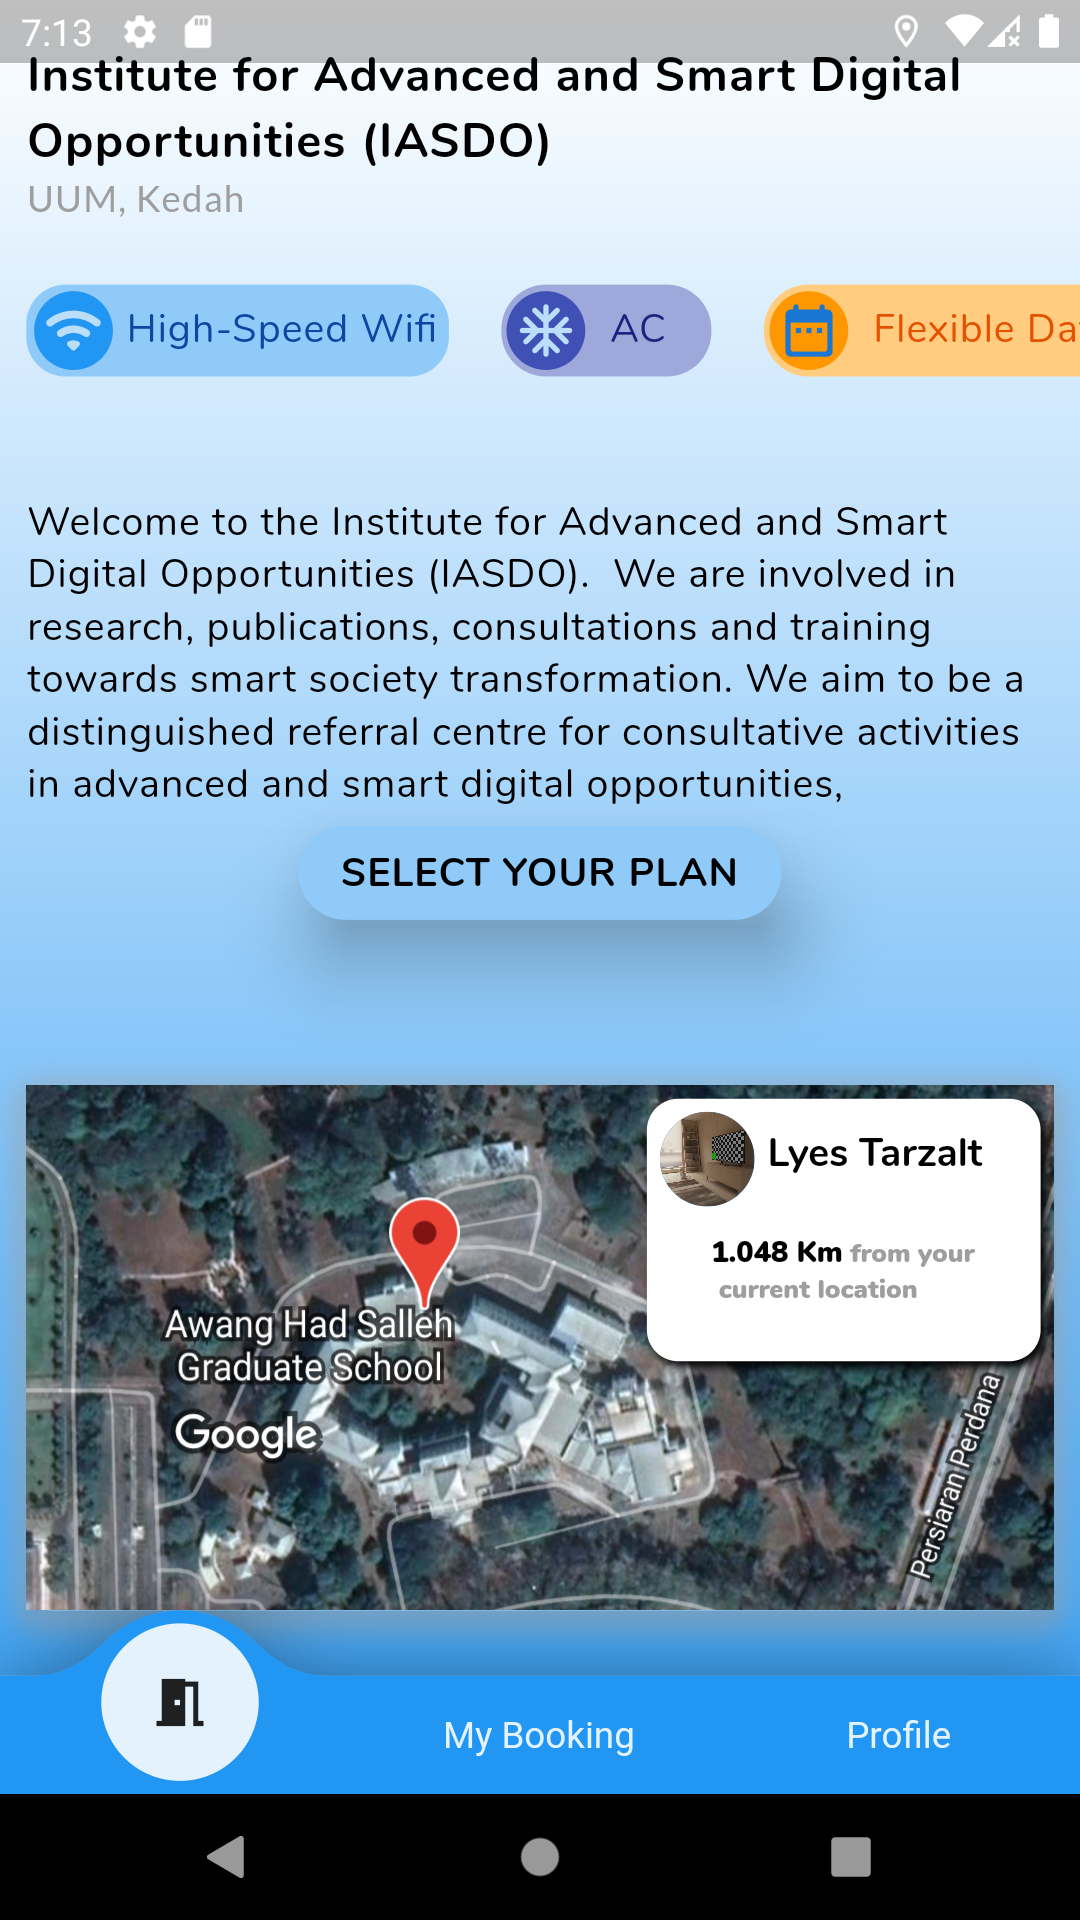 7:13
Institute for Advanced and Smart Digital
Opportunities (IASDO)
UUM, Kedah
High-Speed Wifi
AC
Flexible Da
Welcome to the Institute for Advanced and Smart
Digital Opportunities (IASDO).  We are involved in
research, publications, consultations and training
towards smart society transformation. We aim to be a
distinguished referral centre for consultative activities
in advanced and smart digital opportunities,
SELECT YOUR PLAN
Lyes Tarzalt
1.048 Km from your
current location
Awang Had Salleh
Graduate School
Google
Persiaran Perdana
My Booking
Profile